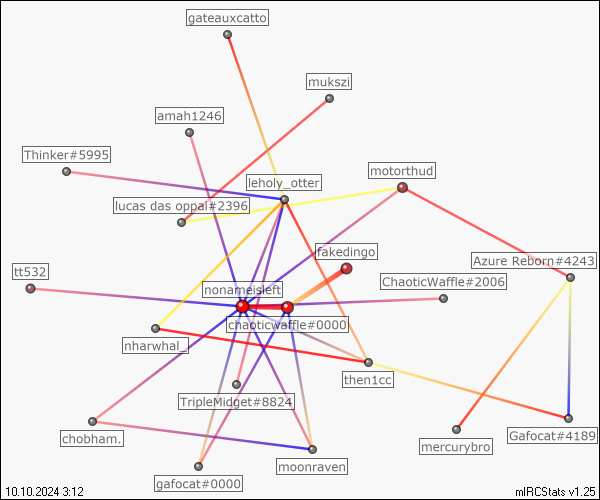 gateauxcatto
mukszi
amah1246
Thinker#5995
motorthud
leholy_otter
lucas das oppai#2396
fakedingo
Azure Reborn#4243
tt532
ChaoticWaffle#2006
nonameisleft
chaoticwaffle#0000
nharwhal_
then1cc
TripleMidget#8824
chobham.
Gafocat#4189
mercurybro
moonraven
gafocat#0000
10.10.2024 3:12
mIRCStats v1.25